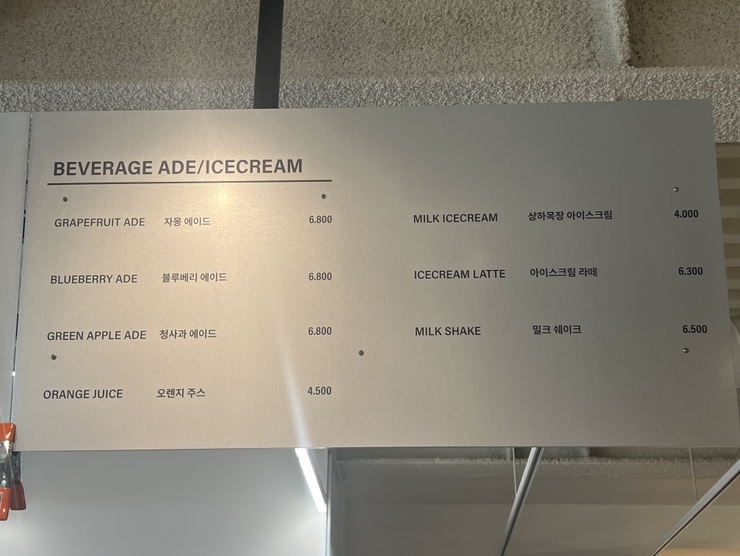 BEVERAGE ADE/ICECREAM
GRAPEFRUIT ADE 자몽 에이드 6.800
BLUEBERRY ADE 블루베리 에이드 6.800
GREEN APPLE ADE 청사과 에이드 6.800
ORANGE JUICE 오렌지 주스 4.500
MILK ICECREAM 상하목장 아이스크림 4.000
ICECREAM LATTE 아이스크림 라떼 6.300
MILK SHAKE 밀크 쉐이크 6.500